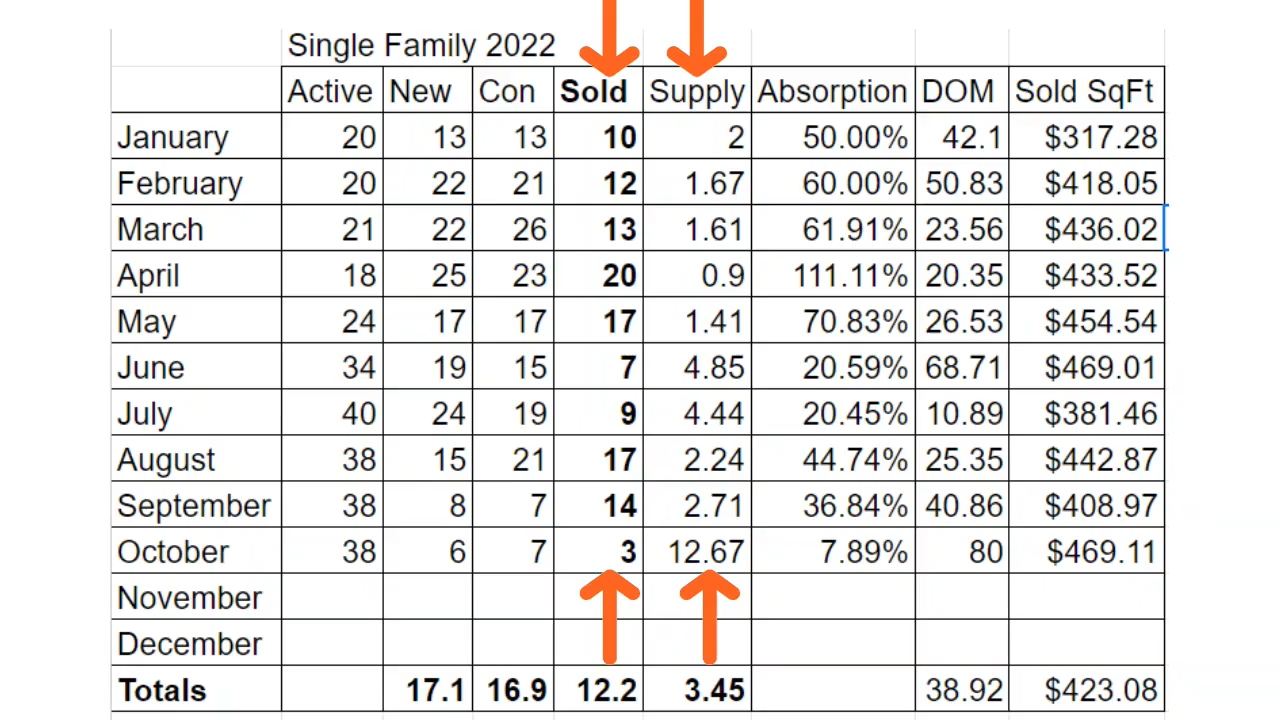 Single Family 2022
Active New Con Sold Supply Absorption DOM Sold SqFt
January 20 13 13 10 2 50.00% 42.1 $317.28
February 20 22 21 12 1.67 60.00% 50.83 $418.05
March 21 22 26 13 1.61 61.91% 23.56 $436.02
April 18 25 23 20 0.9 111.11% 20.35 $433.52
May 24 17 17 17 1.41 70.83% 26.53 $454.54
June 34 19 15 7 4.85 20.59% 68.71 $469.01
July 40 24 19 9 4.44 20.45% 10.89 $381.46
August 38 15 21 17 2.24 44.74% 25.35 $442.87
September 38 8 7 14 2.71 36.84% 40.86 $408.97
October 38 6 7 3 12.67 7.89% 80 $469.11
November
December
Totals 17.1 16.9 12.2 3.45 38.92 $423.08